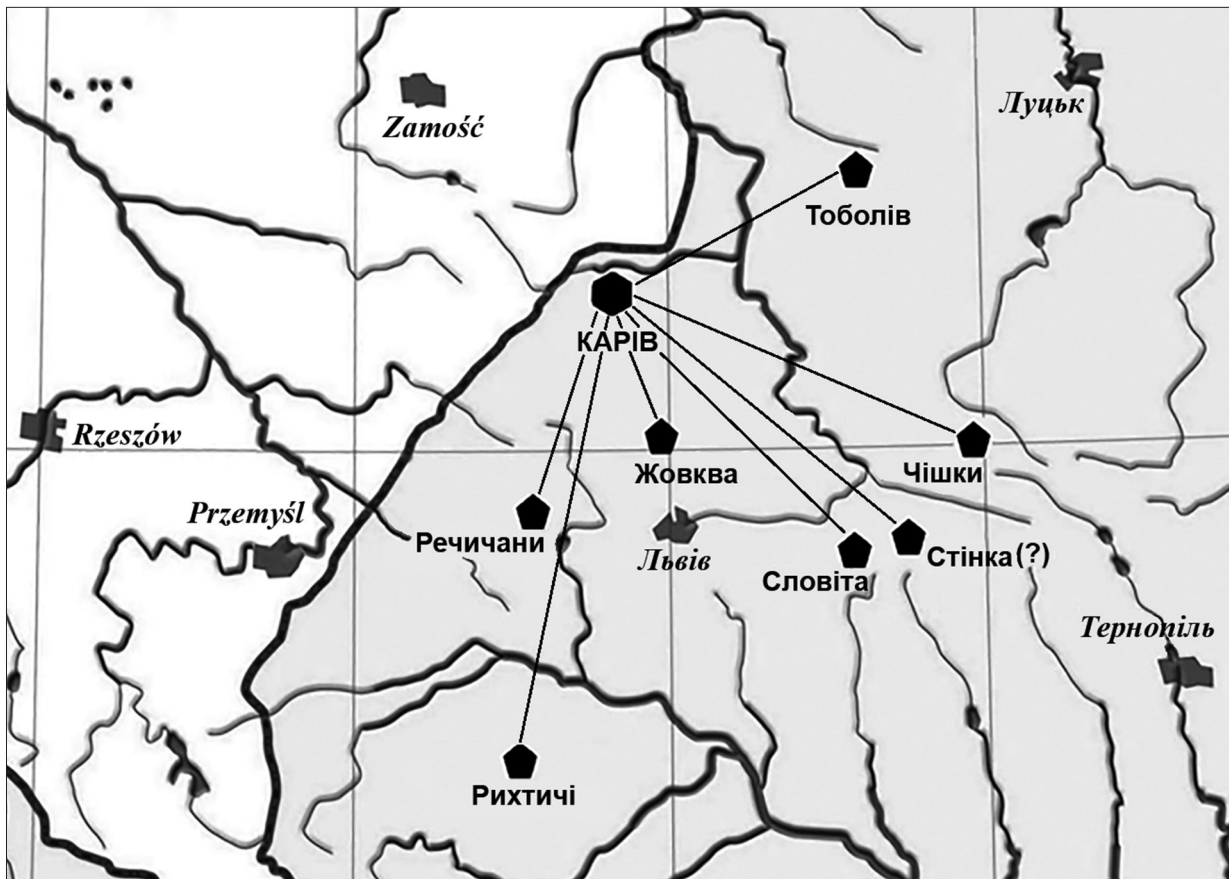 Луцьк
Zamość
Тоболів
КАРІВ
Rzeszów
Жовква
Чішки
Przemyśl
Речичани
Львів
Словіта
Стінка(?)
Тернопіль
Рихтичі